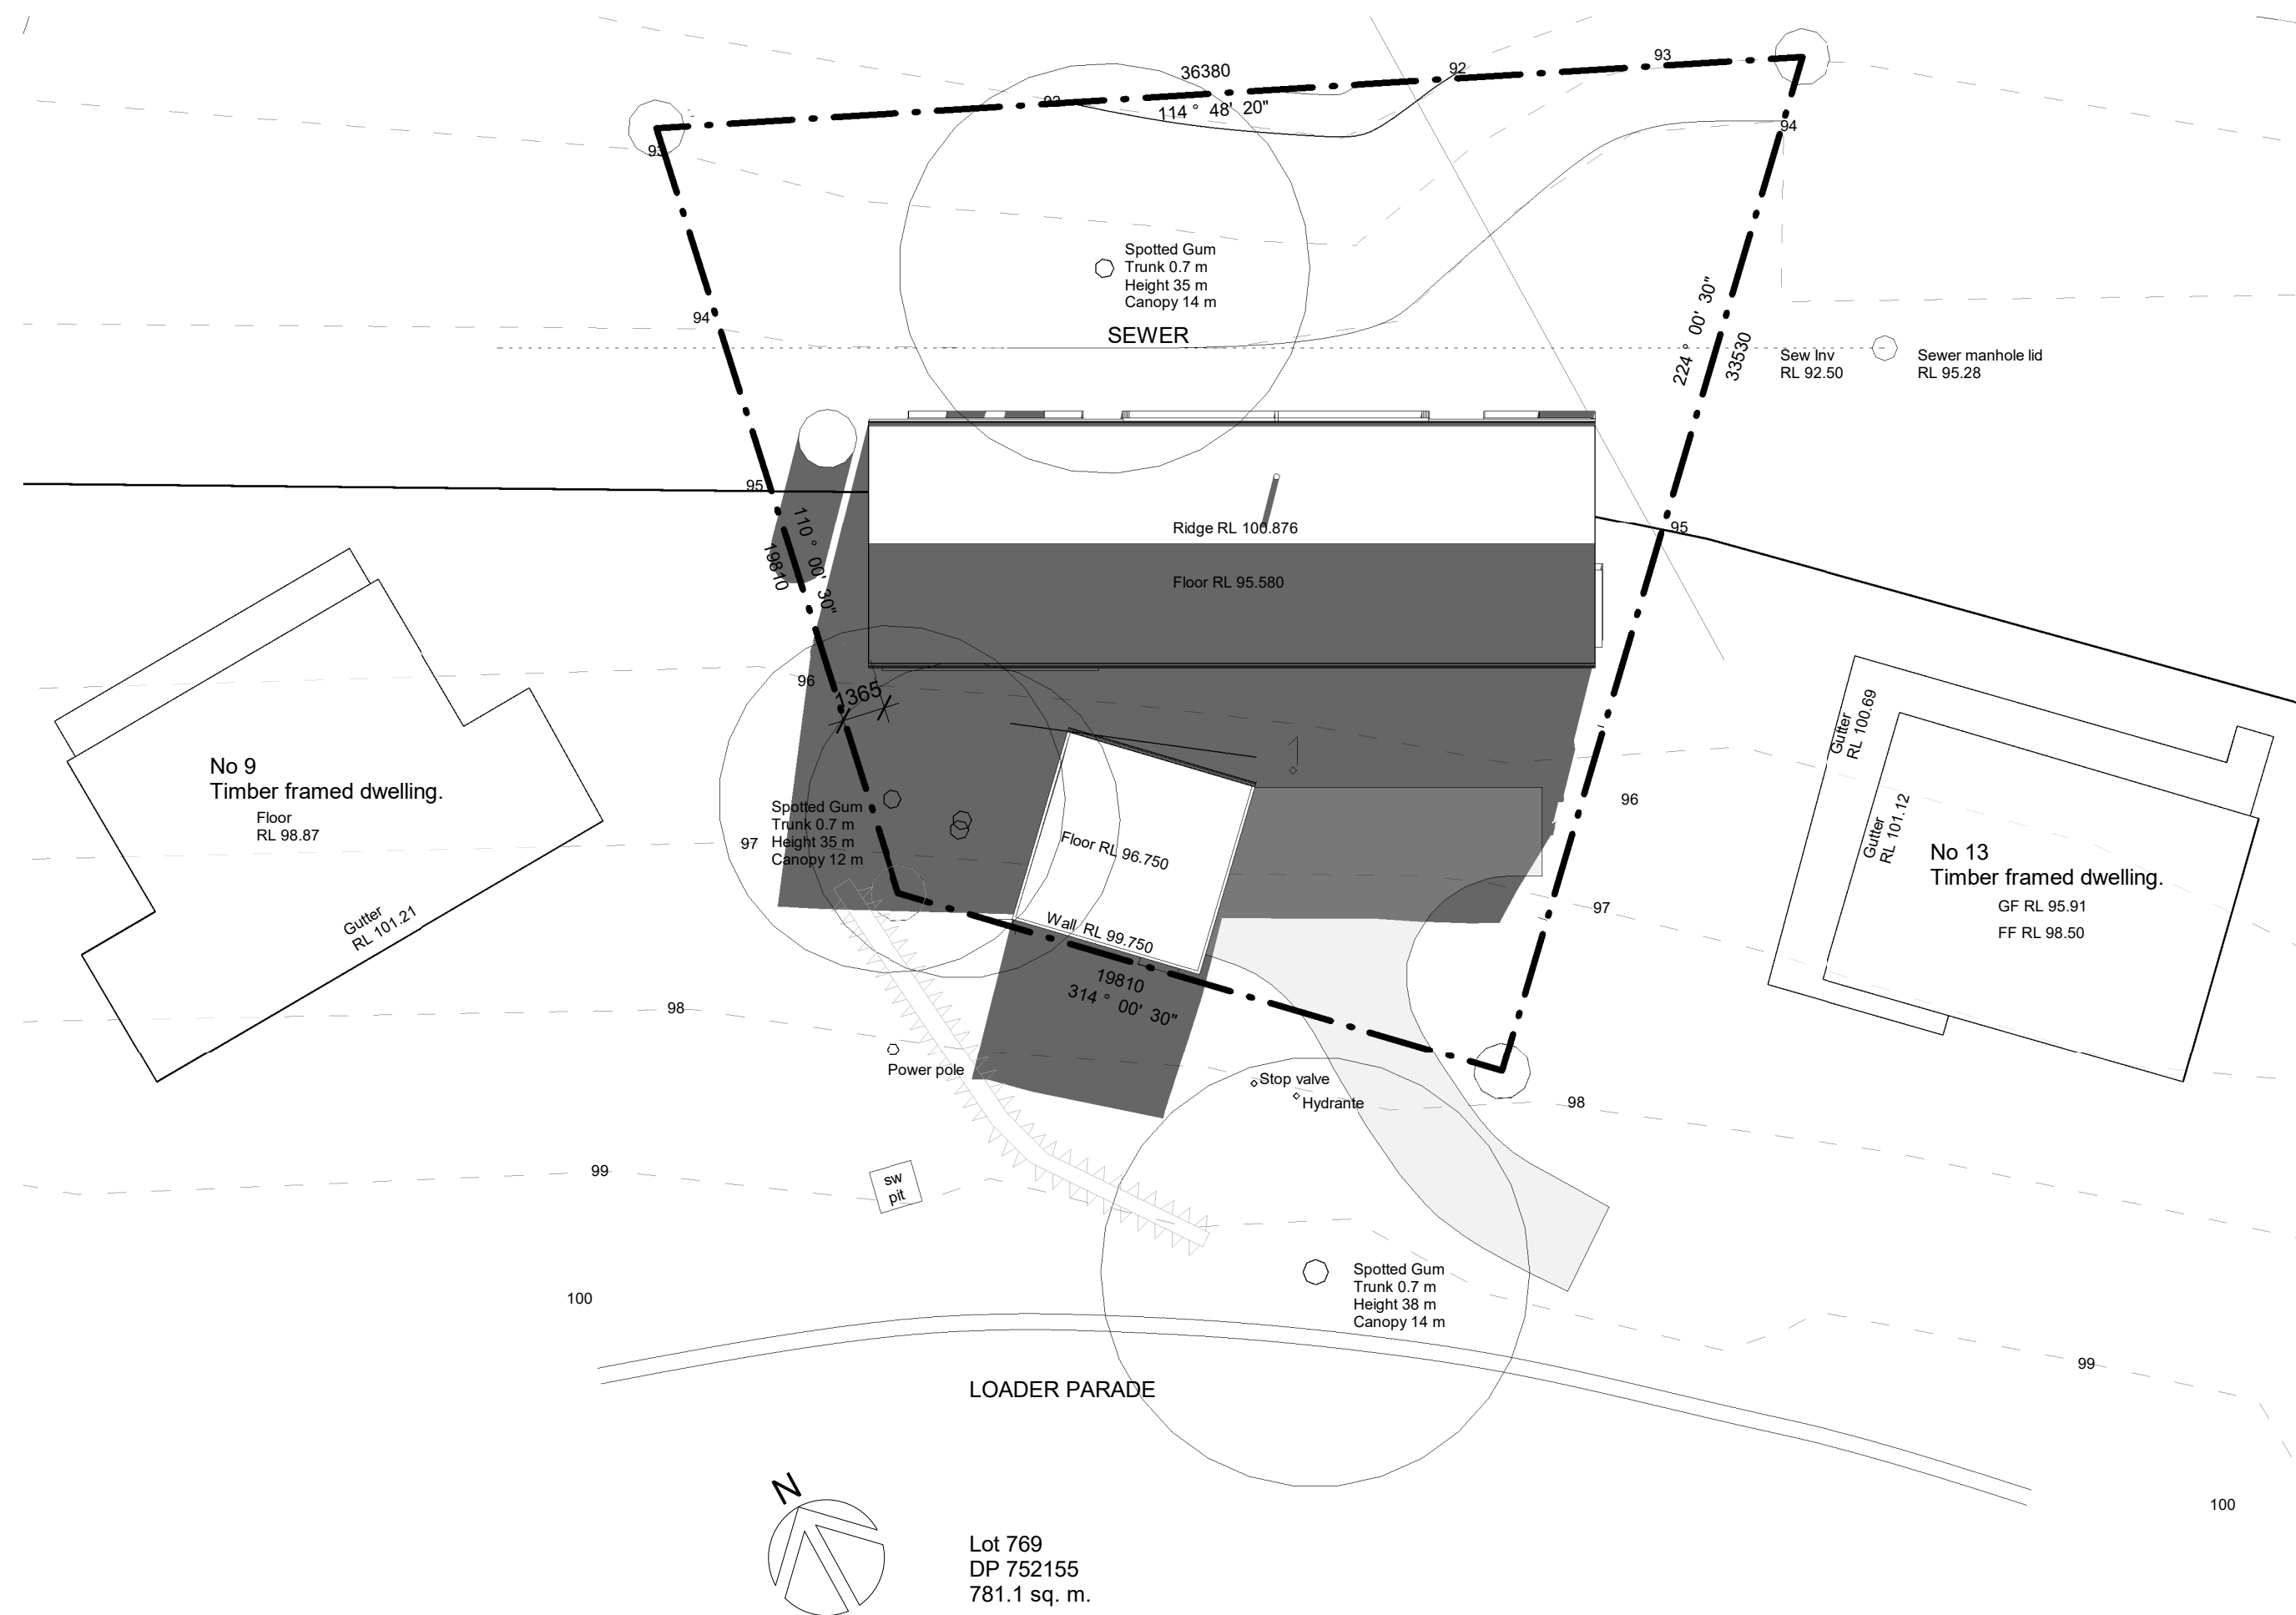 36380
92
93
92
114° 48' 20"
94
93
Spotted Gum
Trunk 0.7 m
Height 35 m
Canopy 14 m
94
SEWER
224° 00' 30"
33530
Sew Inv
RL 92.50
Sewer manhole lid
RL 95.28
95
110° 00' 30"
19810
Ridge RL 100.876
95
Floor RL 95.580
96
1365
Gutter
RL 100.69
No 9
Timber framed dwelling.
Floor
RL 98.87
Gutter
RL 101.21
97
Spotted Gum
Trunk 0.7 m
Height 35 m
Canopy 12 m
Floor RL 96.750
Wall RL 99.750
96
97
Gutter
RL 101.12
No 13
Timber framed dwelling.
GF RL 95.91
FF RL 98.50
19810
314° 00' 30"
98
Power pole
Stop valve
Hydrante
98
99
sw
pit
100
Spotted Gum
Trunk 0.7 m
Height 38 m
Canopy 14 m
99
LOADER PARADE
N
100
Lot 769
DP 752155
781.1 sq. m.